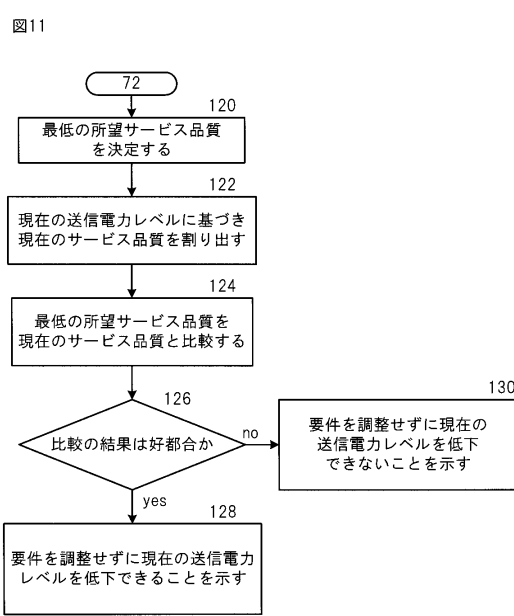 図11
72
120
最低の所望サービス品質
を決定する
122
現在の送信電力レベルに基づき
現在のサービス品質を割り出す
124
最低の所望サービス品質を
現在のサービス品質と比較する
126
比較の結果は好都合か
no
130
要件を調整せずに現在の
送信電力レベルを低下
できないことを示す
yes
128
要件を調整せずに現在の送信電力
レベルを低下できることを示す